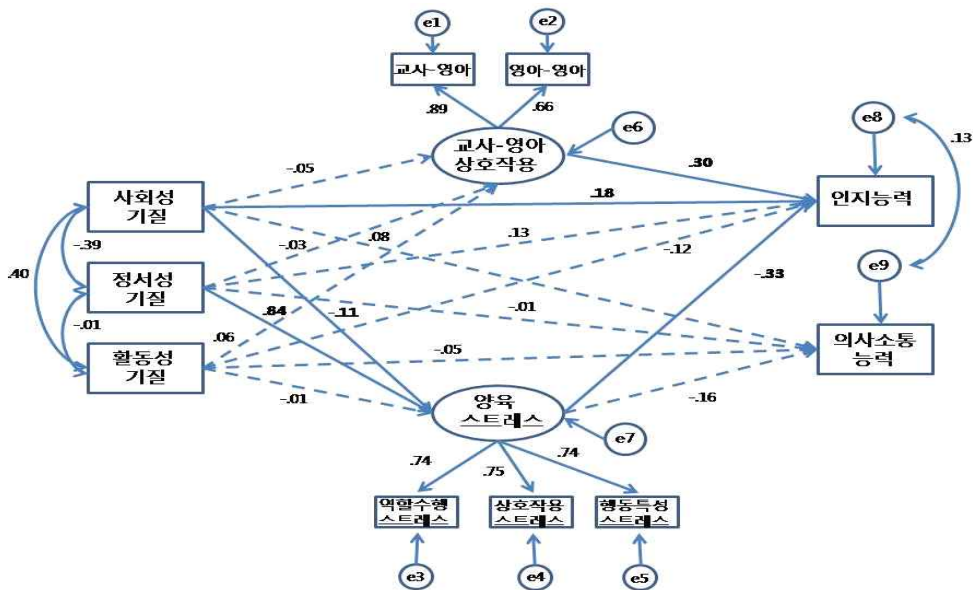 e1
e2
교사-영아
영아-영아
.89
.66
e6
e8
.13
교사-영아
상호작용
-.05
.30
사회성
기질
.18
인지능력
-.03
.08
.13
-.12
-.39
.40
e9
정서성
기질
-.33
.84
-.11
-.01
-.01
.06
-.05
의사소통
능력
활동성
기질
-.01
-.16
양육
스트레스
e7
.74
.75
.74
역할수행
스트레스
상호작용
스트레스
행동특성
스트레스
e3
e4
e5